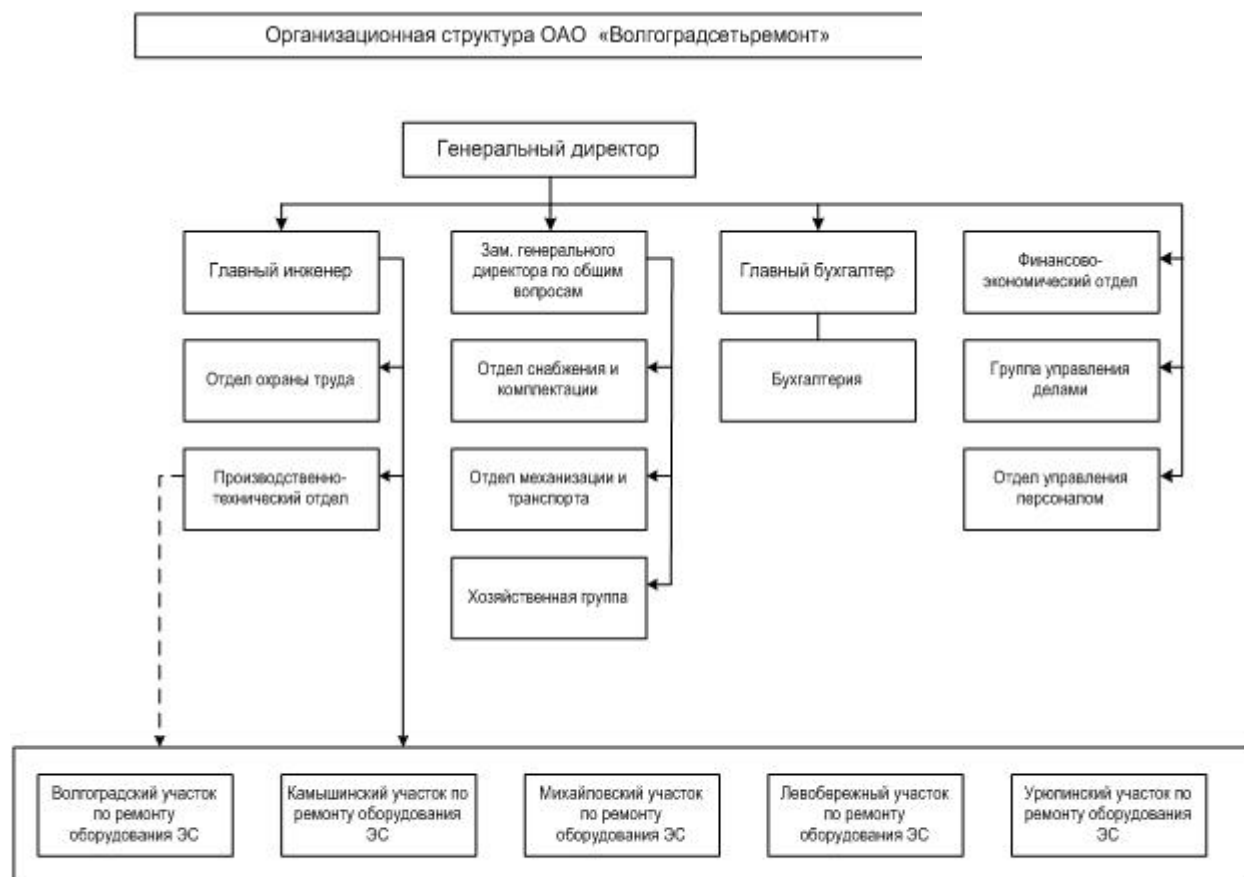 Организационная структура ОАО «Волгоградсетьремонт»
Генеральный директор
Главный инженер
Зам. генерального
директора по общим
вопросам
Главный бухгалтер
Финансово-
экономический отдел
Отдел охраны труда
Отдел снабжения и
комплектации
Бухгалтерия
Группа управления
делами
Производственно-
технический отдел
Отдел механизации и
транспорта
Отдел управления
персоналом
Хозяйственная группа
Волгоградский участок
по ремонту
оборудования ЭС
Камышинский участок по
ремонту оборудования
ЭС
Михайловский участок
по ремонту
оборудования ЭС
Левобережный участок
по ремонту
оборудования ЭС
Урюпинский участок по
ремонту оборудования
ЭС